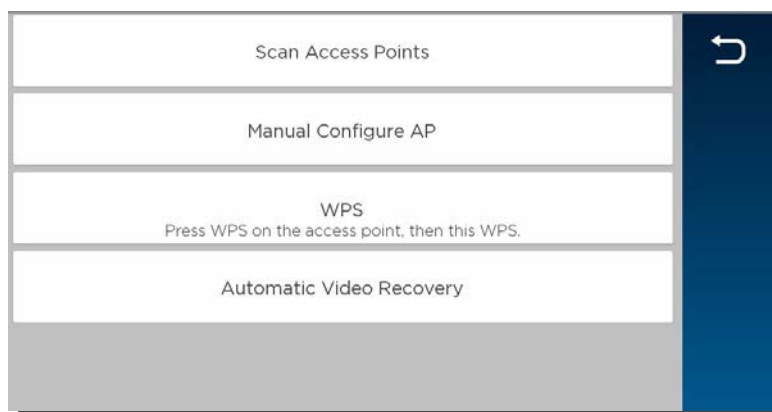 Scan Access Points
Manual Configure AP
WPS
Press WPS on the access point, then this WPS.
Automatic Video Recovery